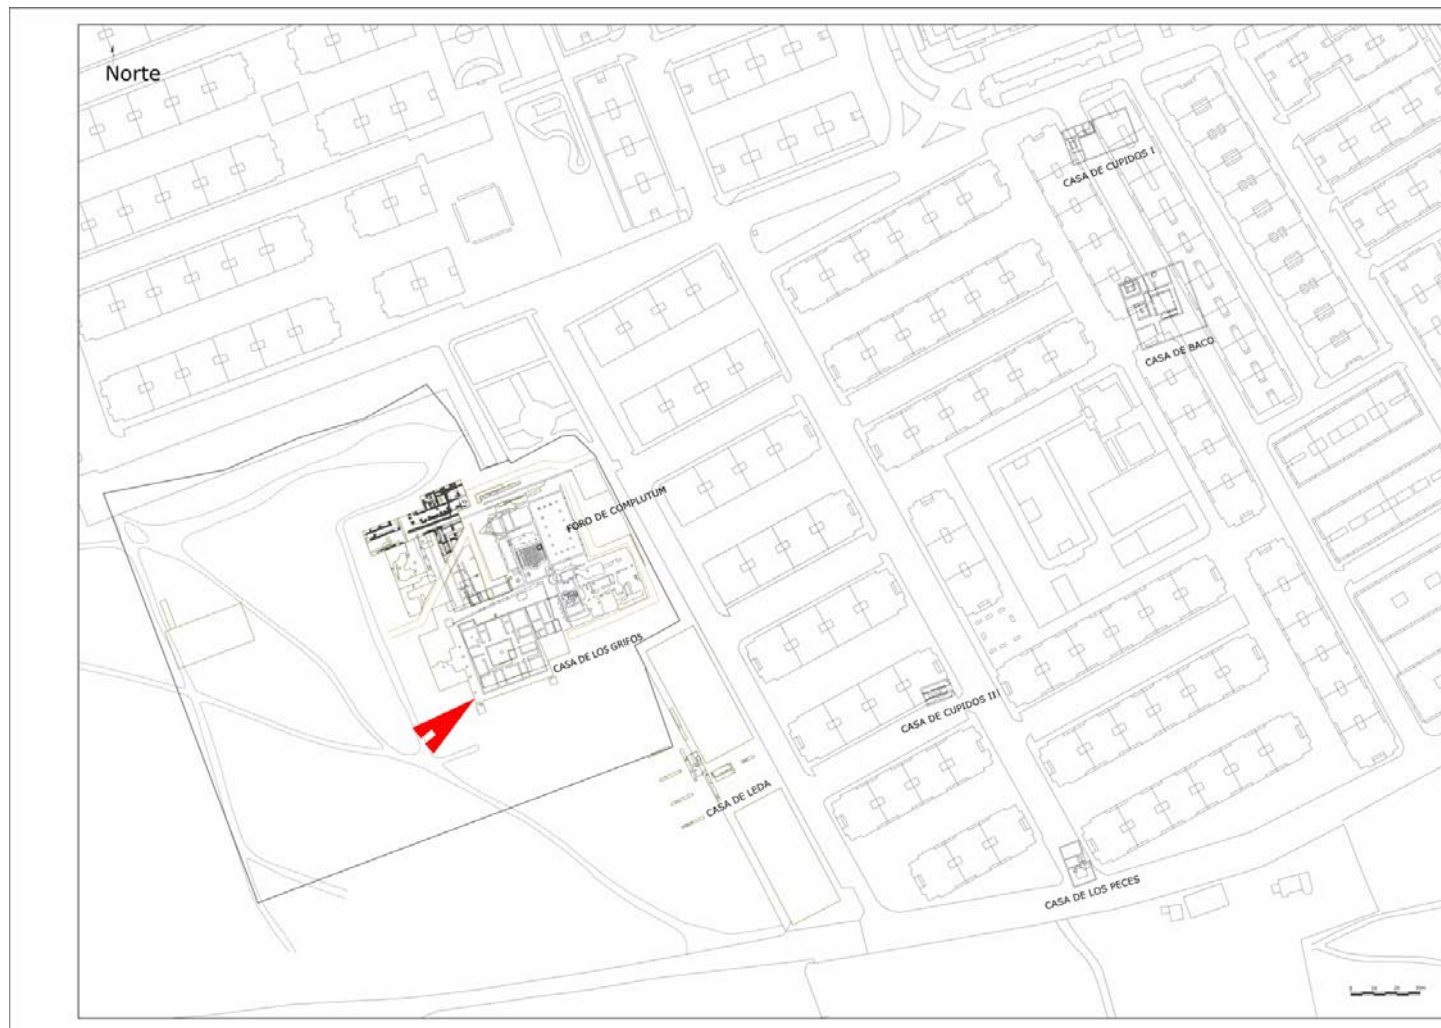 Norte
CASA DE CUPIDOS I
CASA DE BACO
FORO DE COMPLUTUM
CASA DE LOS GRIFOS
CASA DE CUPIDOS III
CASA DE LEDA
CASA DE LOS PECES